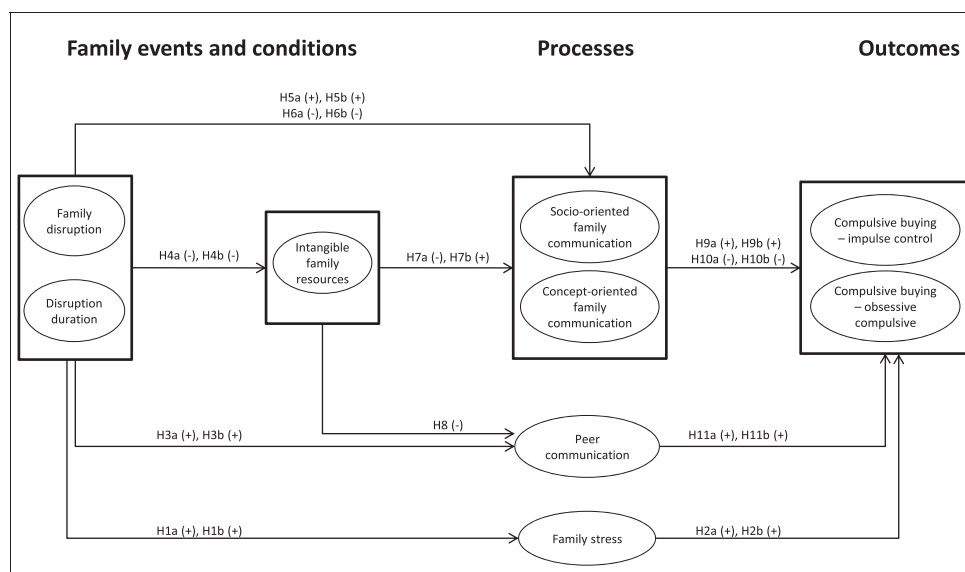 Family events and conditions
Processes
Outcomes
H5a (+), H5b (+)
H6a (-), H6b (-)
Family
disruption
Disruption
duration
H4a (-), H4b (-)
Intangible
family
resources
H7a (-), H7b (+)
Socio-oriented
family
communication
Concept-oriented
family
communication
H9a (+), H9b (+)
H10a (-), H10b (-)
Compulsive buying
– impulse control
Compulsive buying
– obsessive
compulsive
H8 (-)
H3a (+), H3b (+)
Peer
communication
H11a (+), H11b (+)
H1a (+), H1b (+)
Family stress
H2a (+), H2b (+)